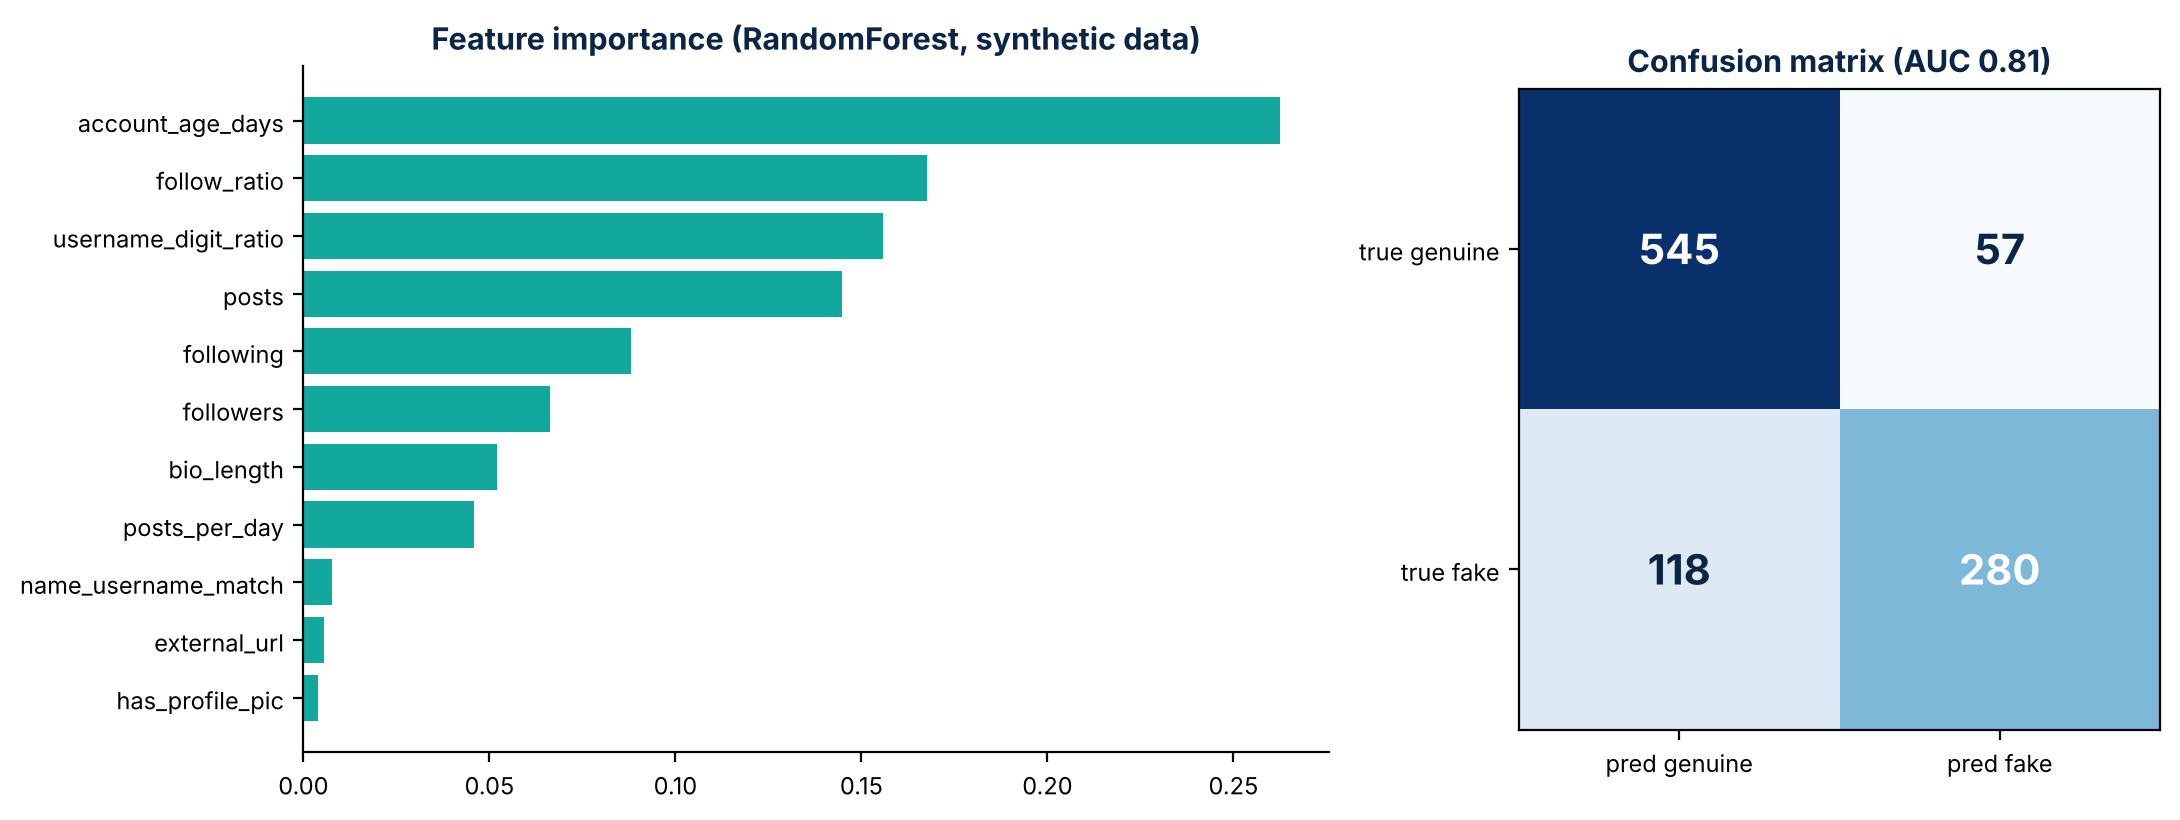 Feature importance (RandomForest, synthetic data)
account_age_days
follow_ratio
username_digit_ratio
posts
following
followers
bio_length
posts_per_day
name_username_match
external_url
has_profile_pic
0.00 0.05 0.10 0.15 0.20 0.25
Confusion matrix (AUC 0.81)
true genuine 545 57
true fake 118 280
pred genuine pred fake